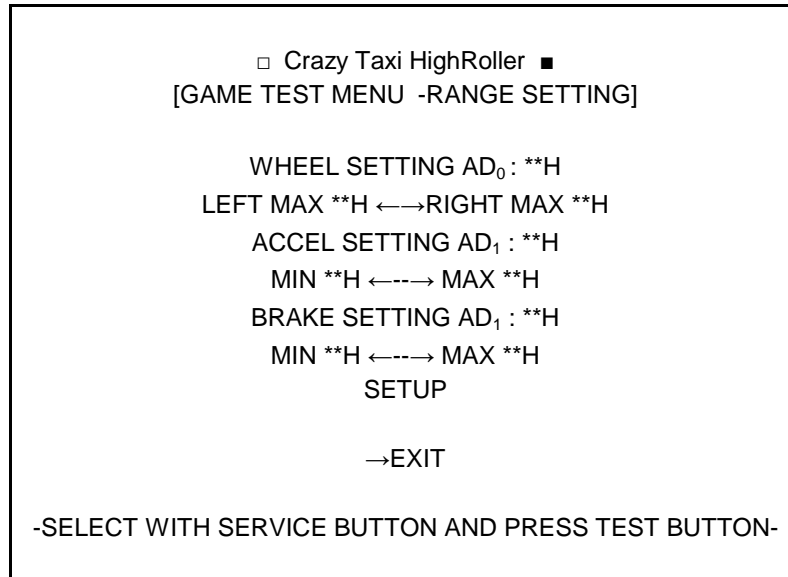 □ Crazy Taxi HighRoller ■
[GAME TEST MENU -RANGE SETTING]
WHEEL SETTING AD₀ : **H
LEFT MAX **H ←→RIGHT MAX **H
ACCEL SETTING AD₁ : **H
MIN **H ←--→ MAX **H
BRAKE SETTING AD₁ : **H
MIN **H ←--→ MAX **H
SETUP
→EXIT
-SELECT WITH SERVICE BUTTON AND PRESS TEST BUTTON-